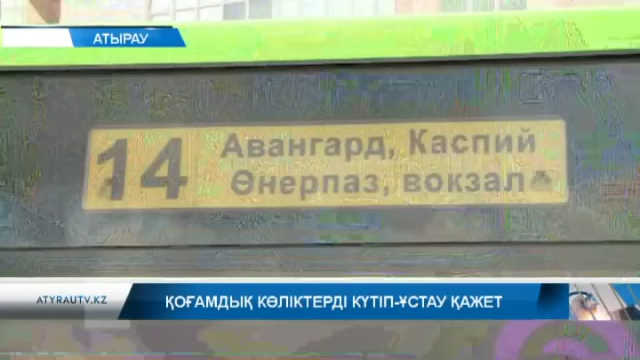 АТЫРАУ
14
Авангард, Каспий
Өнерпаз, вокзал
ATYRAUTV.KZ
ҚОҒАМДЫҚ КӨЛІКТЕРДІ КҮТІП-ҰСТАУ ҚАЖЕТ